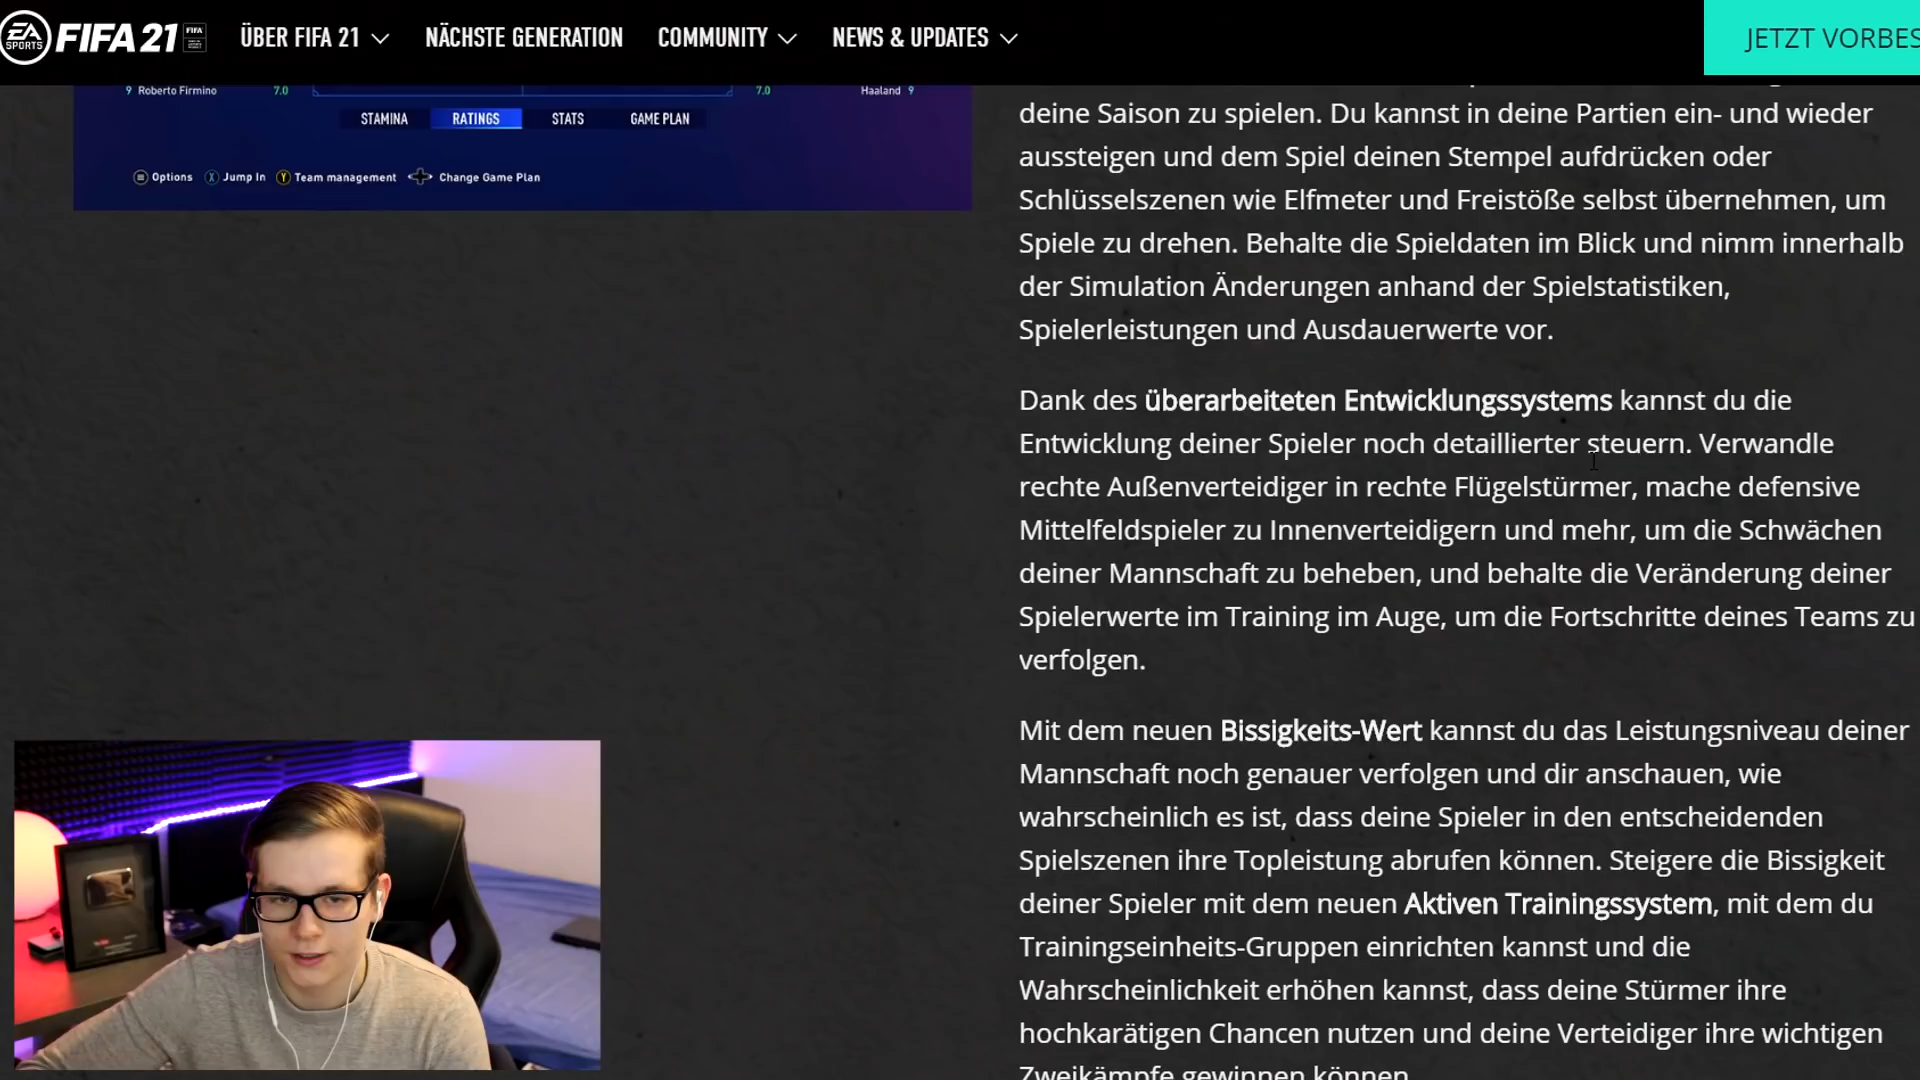 EA SPORTS FIFA 21 FIFA ÜBER FIFA 21 NÄCHSTE GENERATION COMMUNITY NEWS & UPDATES JETZT VORBES
9 Roberto Firmino 7.0 7.0 Haaland 9
STAMINA RATINGS STATS GAME PLAN
Options X Jump In Y Team management Change Game Plan
deine Saison zu spielen. Du kannst in deine Partien ein- und wieder
aussteigen und dem Spiel deinen Stempel aufdrücken oder
Schlüsselszenen wie Elfmeter und Freistöße selbst übernehmen, um
Spiele zu drehen. Behalte die Spieldaten im Blick und nimm innerhalb
der Simulation Änderungen anhand der Spielstatistiken,
Spielerleistungen und Ausdauerwerte vor.
Dank des überarbeiteten Entwicklungssystems kannst du die
Entwicklung deiner Spieler noch detaillierter steuern. Verwandle
rechte Außenverteidiger in rechte Flügelstürmer, mache defensive
Mittelfeldspieler zu Innenverteidigern und mehr, um die Schwächen
deiner Mannschaft zu beheben, und behalte die Veränderung deiner
Spielerwerte im Training im Auge, um die Fortschritte deines Teams zu
verfolgen.
Mit dem neuen Bissigkeits-Wert kannst du das Leistungsniveau deiner
Mannschaft noch genauer verfolgen und dir anschauen, wie
wahrscheinlich es ist, dass deine Spieler in den entscheidenden
Spielszenen ihre Topleistung abrufen können. Steigere die Bissigkeit
deiner Spieler mit dem neuen Aktiven Trainingssystem, mit dem du
Trainingseinheits-Gruppen einrichten kannst und die
Wahrscheinlichkeit erhöhen kannst, dass deine Stürmer ihre
hochkarätigen Chancen nutzen und deine Verteidiger ihre wichtigen
Zweikämpfe gewinnen können.